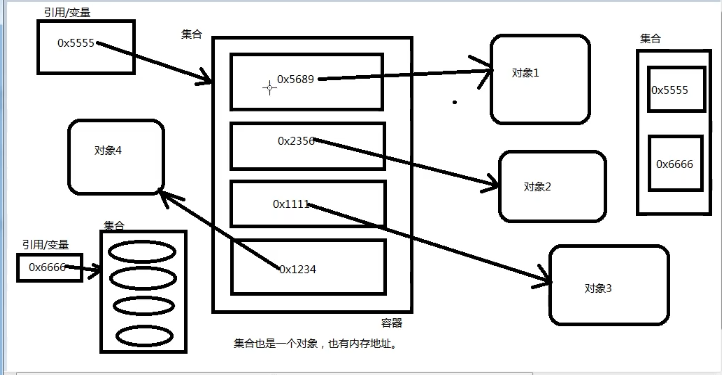 引用/变量
0x5555
集合
0x5689
0x2356
0x1111
0x1234
容器
对象1
对象2
对象3
对象4
引用/变量
0x6666
集合
集合
0x5555
0x6666
集合也是一个对象，也有内存地址。